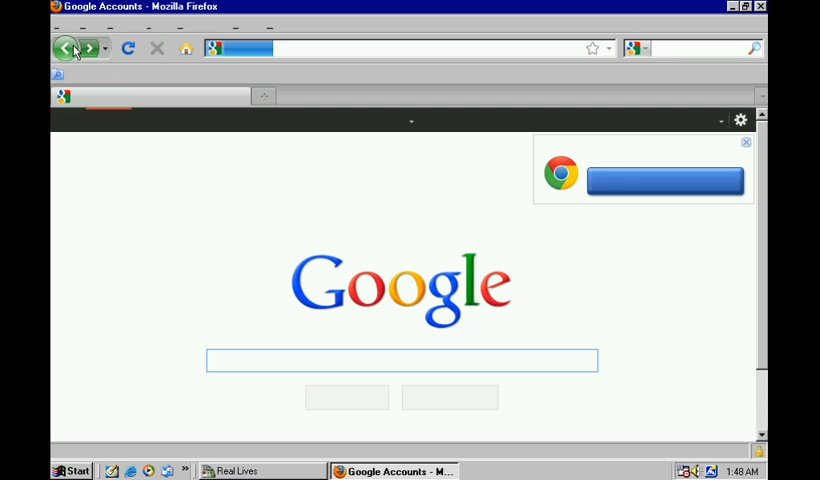 Google Accounts - Mozilla Firefox
Google
Start
»
Real Lives
Google Accounts - M...
1:48 AM